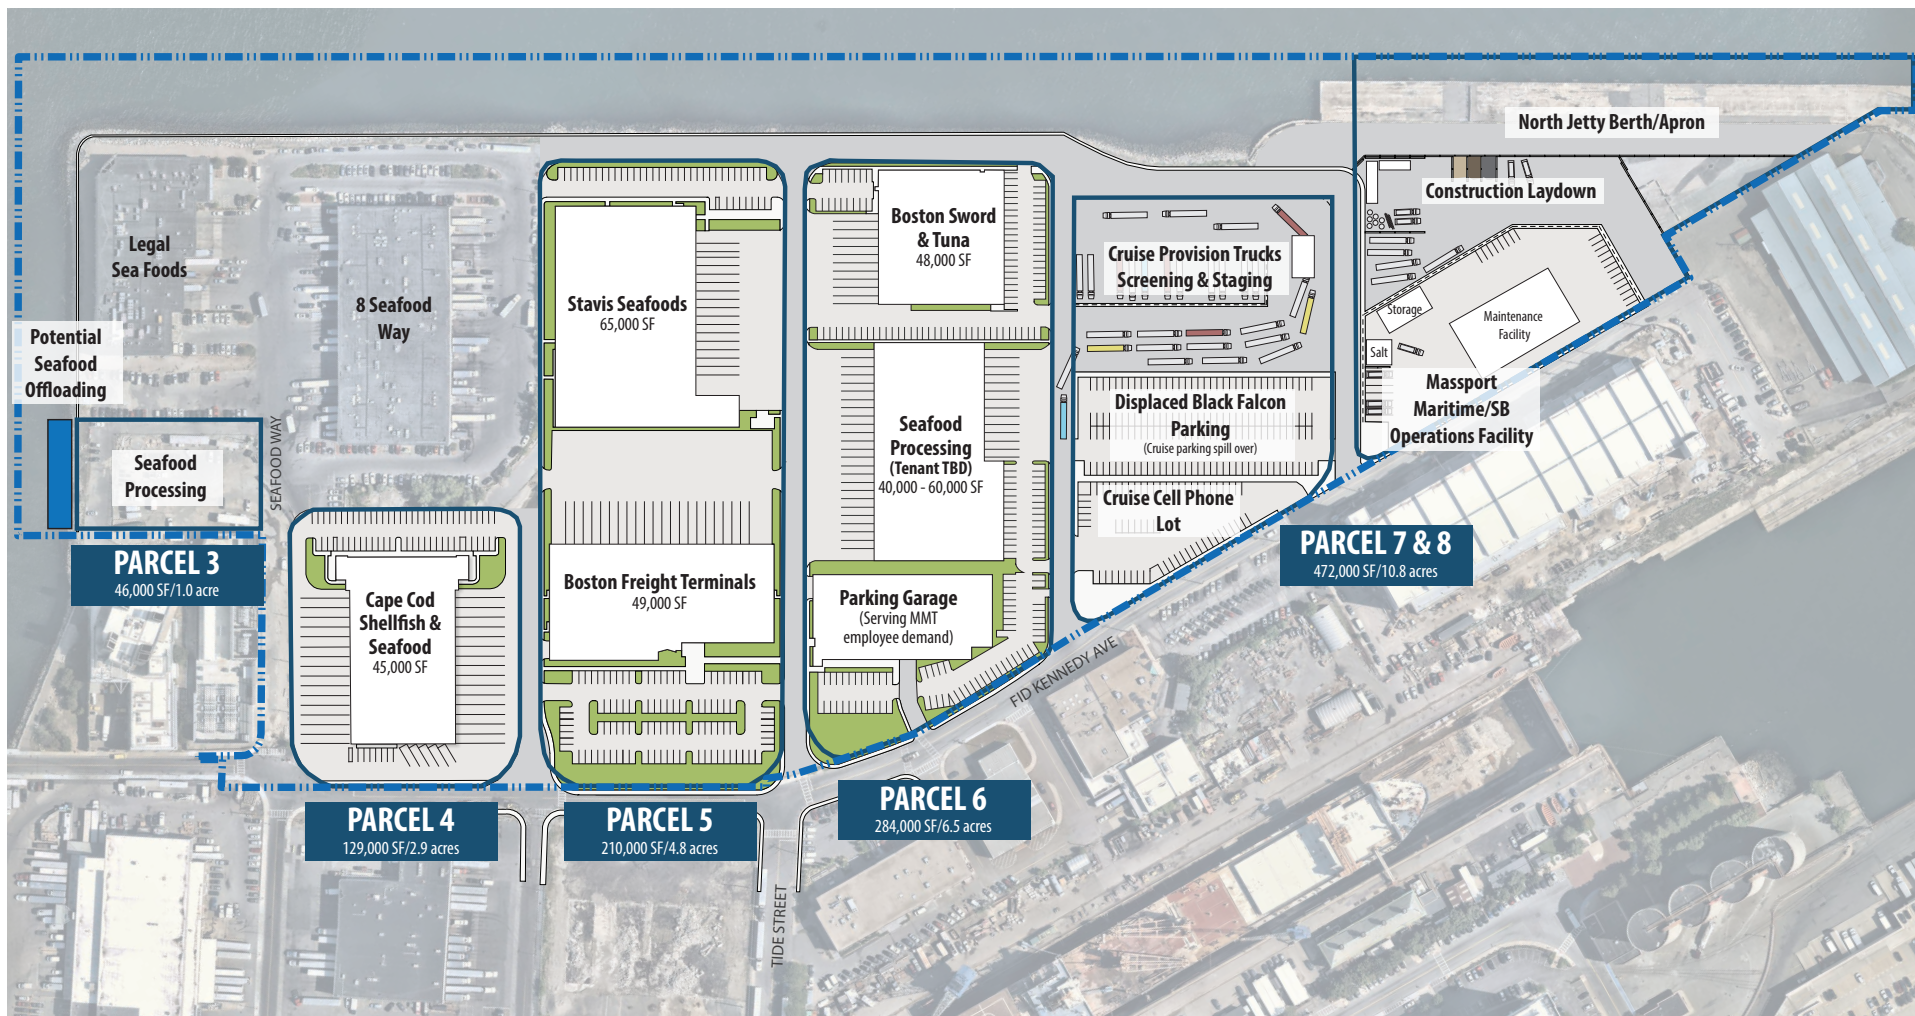 North Jetty Berth/Apron
Construction Laydown
Legal
Sea Foods
8 Seafood
Way
Stavis Seafoods
65,000 SF
Boston Sword
& Tuna
48,000 SF
Cruise Provision Trucks
Screening & Staging
Storage
Maintenance
Facility
Salt
Potential
Seafood
Offloading
Massport
Maritime/SB
Operations Facility
Displaced Black Falcon
Parking
(Cruise parking spill over)
Seafood
Processing
(Tenant TBD)
40,000 - 60,000 SF
Seafood
Processing
SEAFOOD WAY
Cruise Cell Phone
Lot
PARCEL 3
46,000 SF/1.0 acre
PARCEL 7 & 8
472,000 SF/10.8 acres
Cape Cod
Shellfish &
Seafood
45,000 SF
Boston Freight Terminals
49,000 SF
Parking Garage
(Serving MMT
employee demand)
FID KENNEDY AVE
PARCEL 4
129,000 SF/2.9 acres
PARCEL 5
210,000 SF/4.8 acres
PARCEL 6
284,000 SF/6.5 acres
TIDE STREET